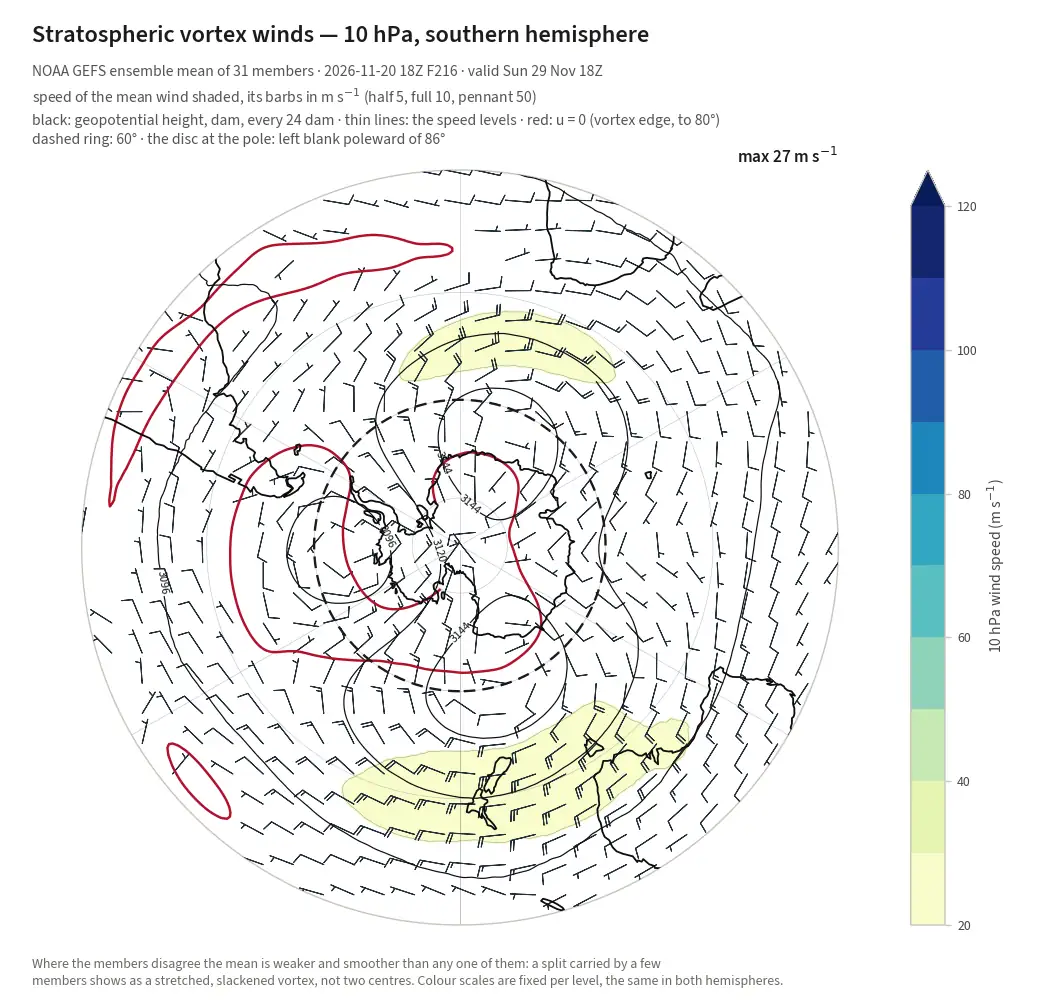 Stratospheric vortex winds — 10 hPa, southern hemisphere
NOAA GEFS ensemble mean of 31 members · 2026-11-20 18Z F216 · valid Sun 29 Nov 18Z
speed of the mean wind shaded, its barbs in m s⁻¹ (half 5, full 10, pennant 50)
black: geopotential height, dam, every 24 dam · thin lines: the speed levels · red: u = 0 (vortex edge, to 80°)
dashed ring: 60° · the disc at the pole: left blank poleward of 86°
max 27 m s⁻¹
120
100
80
60
40
20
10 hPa wind speed (m s⁻¹)
3144
3144
3096
3120
3096
3144
Where the members disagree the mean is weaker and smoother than any one of them: a split carried by a few
members shows as a stretched, slackened vortex, not two centres. Colour scales are fixed per level, the same in both hemispheres.